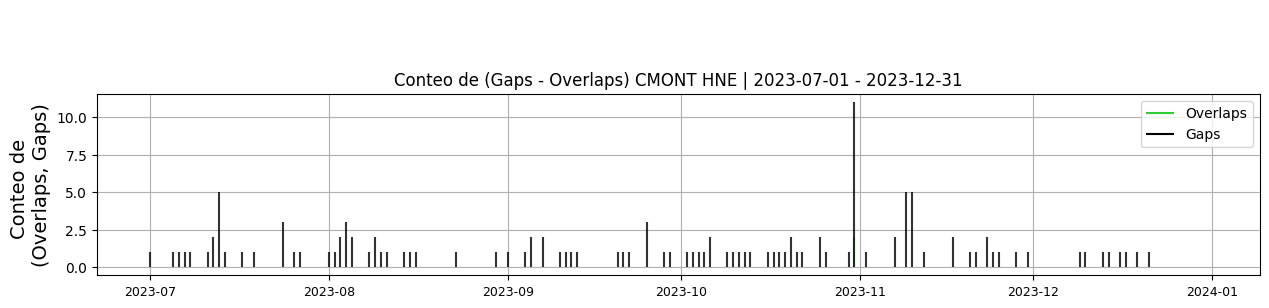 Conteo de (Gaps - Overlaps) CMONT HNE | 2023-07-01 - 2023-12-31
Conteo de
(Overlaps, Gaps)
10.0
7.5
5.0
2.5
0.0
Overlaps
Gaps
2023-07
2023-08
2023-09
2023-10
2023-11
2023-12
2024-01